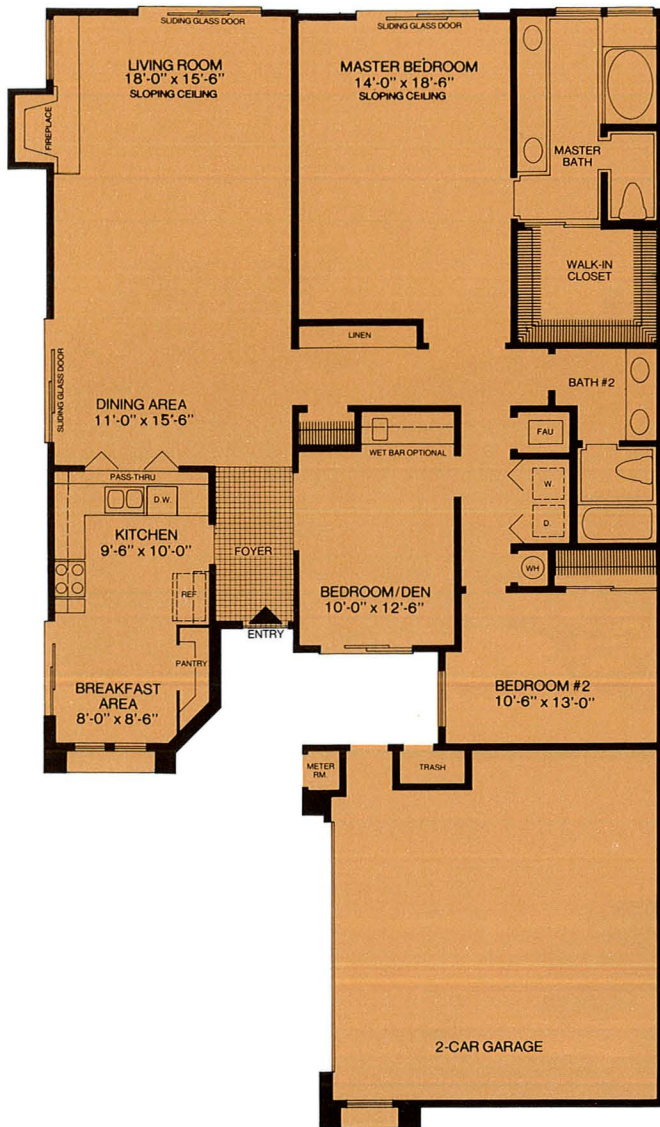 SLIDING GLASS DOOR
SLIDING GLASS DOOR
LIVING ROOM
18'-0" x 15'-6"
SLOPING CEILING
MASTER BEDROOM
14'-0" x 18'-6"
SLOPING CEILING
FIREPLACE
MASTER
BATH
WALK-IN
CLOSET
LINEN
SLIDING GLASS DOOR
BATH #2
DINING AREA
11'-0" x 15'-6"
FAU
WET BAR OPTIONAL
PASS-THRU
D.W.
W.
D.
KITCHEN
9'-6" x 10'-0"
FOYER
REF.
WH
BEDROOM/DEN
10'-0" x 12'-6"
ENTRY
PANTRY
BREAKFAST
AREA
8'-0" x 8'-6"
BEDROOM #2
10'-6" x 13'-0"
METER
RM.
TRASH
2-CAR GARAGE